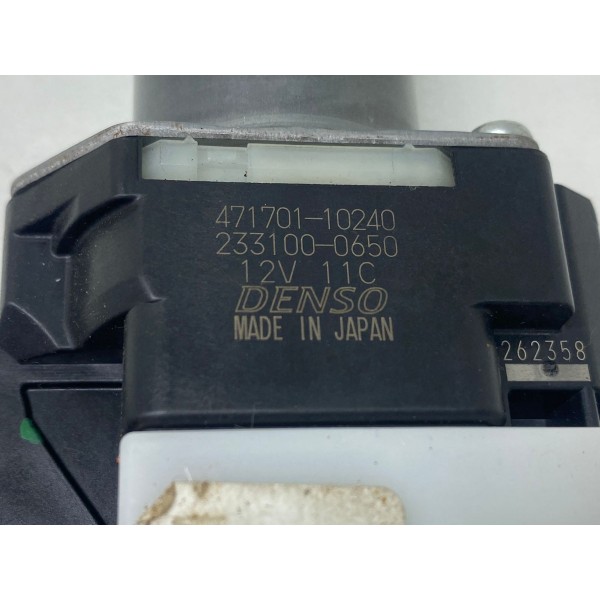 471701-10240
233100-0650
12V 11C
DENSO
MADE IN JAPAN
262358